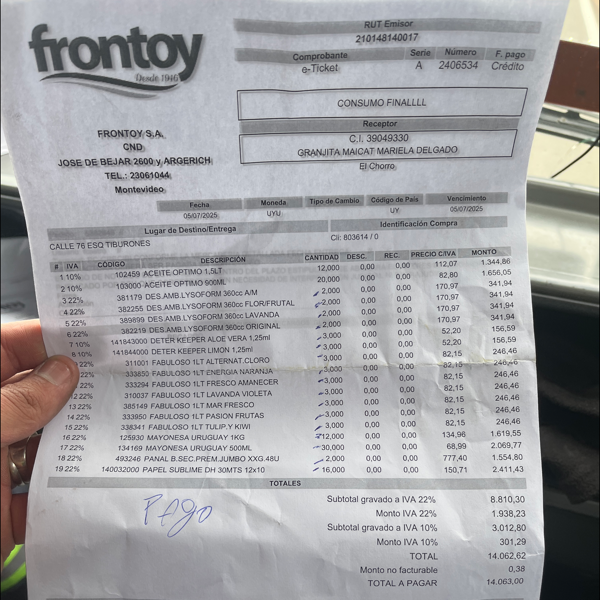 frontoy
Desde 1946
FRONTOY S.A.
CND
JOSE DE BEJAR 2600 y ARGERICH
TEL.: 23061044
Montevideo
RUT Emisor
210148140017
Comprobante Serie Número F. pago
e-Ticket A 2406534 Crédito
CONSUMO FINALLLL
Receptor
C.I. 39049330
GRANJITA MAICAT MARIELA DELGADO
El Chorro
Fecha Moneda Tipo de Cambio Código de País Vencimiento
05/07/2025 UYU UY 05/07/2025
Lugar de Destino/Entrega Identificación Compra
CALLE 76 ESQ TIBURONES Cli: 803614 / 0
# IVA CÓDIGO DESCRIPCIÓN CANTIDAD DESC. REC. PRECIO C/IVA MONTO
1 10% 102459 ACEITE OPTIMO 1,5LT 12,000 0,00 0,00 112,07 1.344,86
2 10% 103000 ACEITE OPTIMO 900ML 20,000 0,00 0,00 82,80 1.656,05
3 22% 381179 DES.AMB.LYSOFORM 360cc A/M 2,000 0,00 0,00 170,97 341,94
4 22% 382255 DES.AMB.LYSOFORM 360cc FLOR/FRUTAL 2,000 0,00 0,00 170,97 341,94
5 22% 389899 DES.AMB.LYSOFORM 360cc LAVANDA 2,000 0,00 0,00 170,97 341,94
6 22% 382219 DES.AMB.LYSOFORM 360cc ORIGINAL 2,000 0,00 0,00 170,97 341,94
7 10% 141843000 DETER KEEPER ALOE VERA 1,25ml 3,000 0,00 0,00 52,20 156,59
8 10% 141844000 DETER KEEPER LIMON 1,25ml 3,000 0,00 0,00 52,20 156,59
22% 311001 FABULOSO 1LT ALTERNAT.CLORO 3,000 0,00 0,00 82,15 246,46
22% 333850 FABULOSO 1LT ENERGIA NARANJA 3,000 0,00 0,00 82,15 246,46
22% 333294 FABULOSO 1LT FRESCO AMANECER 3,000 0,00 0,00 82,15 246,46
12 22% 310037 FABULOSO 1LT LAVANDA VIOLETA 3,000 0,00 0,00 82,15 246,46
13 22% 385149 FABULOSO 1LT MAR FRESCO 3,000 0,00 0,00 82,15 246,46
14 22% 333950 FABULOSO 1LT PASION FRUTAS 3,000 0,00 0,00 82,15 246,46
15 22% 338341 FABULOSO 1LT TULIP.Y KIWI 3,000 0,00 0,00 82,15 246,46
16 22% 125930 MAYONESA URUGUAY 1KG 12,000 0,00 0,00 134,96 1.619,55
17 22% 134169 MAYONESA URUGUAY 500ML 30,000 0,00 0,00 68,99 2.069,77
18 22% 493246 PANAL B.SEC.PREM.JUMBO XXG.48U 2,000 0,00 0,00 777,40 1.554,80
19 22% 140032000 PAPEL SUBLIME DH 30MTS 12x10 16,000 0,00 0,00 150,71 2.411,43
TOTALES
Subtotal gravado a IVA 22% 8.810,30
Monto IVA 22% 1.938,23
Subtotal gravado a IVA 10% 3.012,80
Monto IVA 10% 301,29
TOTAL 14.062,62
Monto no facturable 0,38
TOTAL A PAGAR 14.063,00
Pago